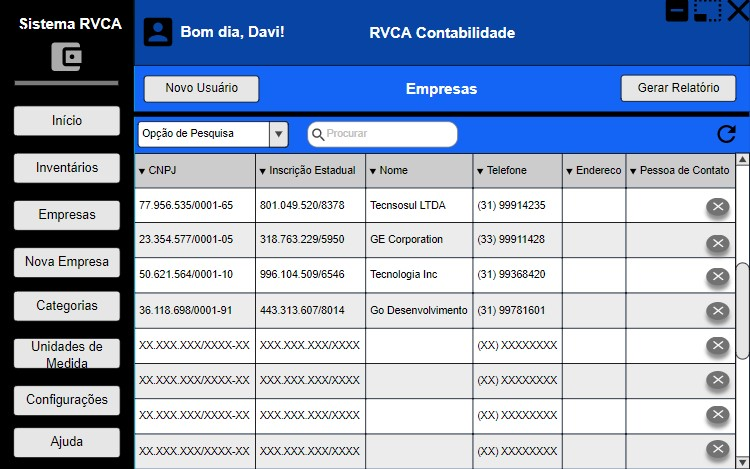 Sistema RVCA
Bom dia, Davi!
RVCA Contabilidade
Novo Usuário
Empresas
Gerar Relatório
Opção de Pesquisa
Procurar
Início
Inventários
Empresas
Nova Empresa
Categorias
Unidades de
Medida
Configurações
Ajuda
CNPJ Inscrição Estadual Nome Telefone Endereco Pessoa de Contato
77.956.535/0001-65 801.049.520/8378 Tecnsosul LTDA (31) 99914235
23.354.577/0001-05 318.763.229/5950 GE Corporation (33) 99911428
50.621.564/0001-10 996.104.509/6546 Tecnologia Inc (31) 99368420
36.118.698/0001-91 443.313.607/8014 Go Desenvolvimento (31) 99781601
XX.XXX.XXX/XXXX-XX XXX.XXX.XXX/XXXX (XX) XXXXXXXX
XX.XXX.XXX/XXXX-XX XXX.XXX.XXX/XXXX (XX) XXXXXXXX
XX.XXX.XXX/XXXX-XX XXX.XXX.XXX/XXXX (XX) XXXXXXXX
XX.XXX.XXX/XXXX-XX XXX.XXX.XXX/XXXX (XX) XXXXXXXX